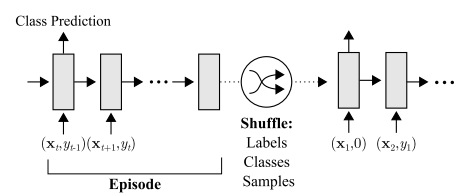 Class Prediction
(x_t,y_{t-1})(x_{t+1},y_t)
Shuffle:
Labels
Classes
Samples
(x_1,0) (x_2,y_1)
Episode